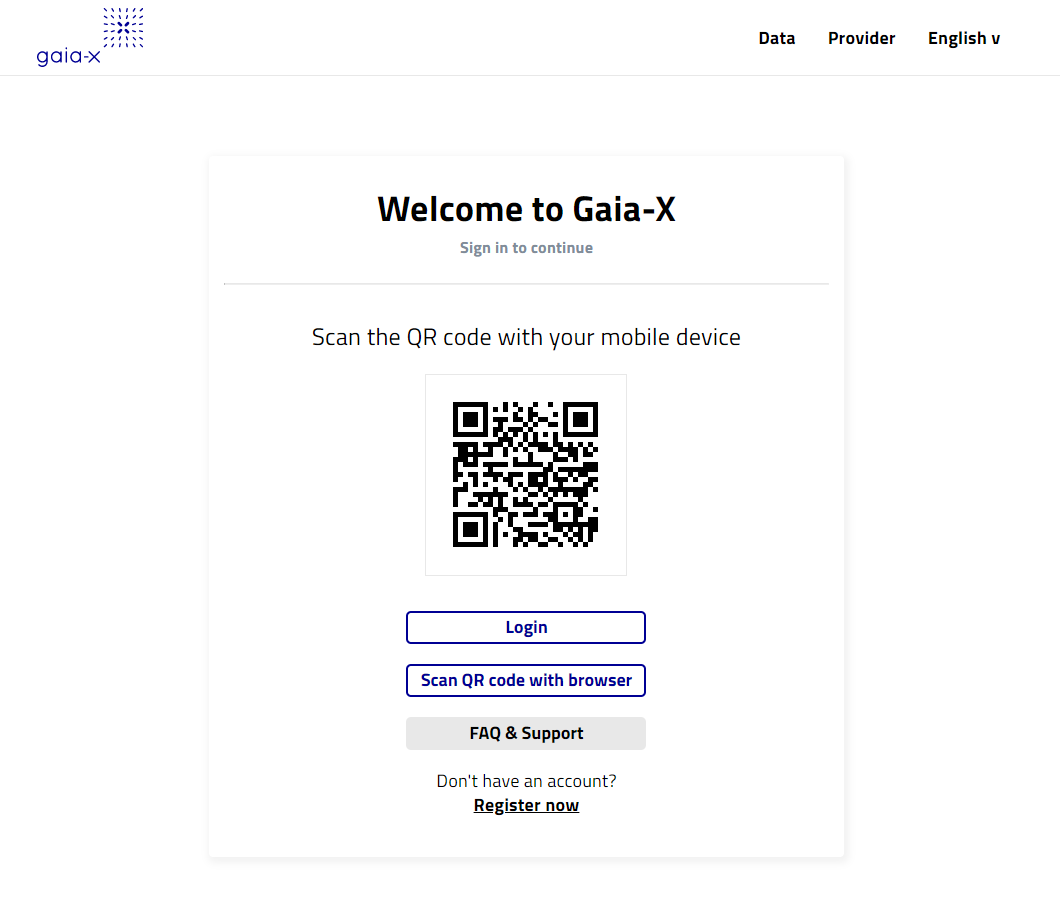 gaia-x
Data Provider English v
Welcome to Gaia-X
Sign in to continue
Scan the QR code with your mobile device
Login
Scan QR code with browser
FAQ & Support
Don't have an account?
Register now